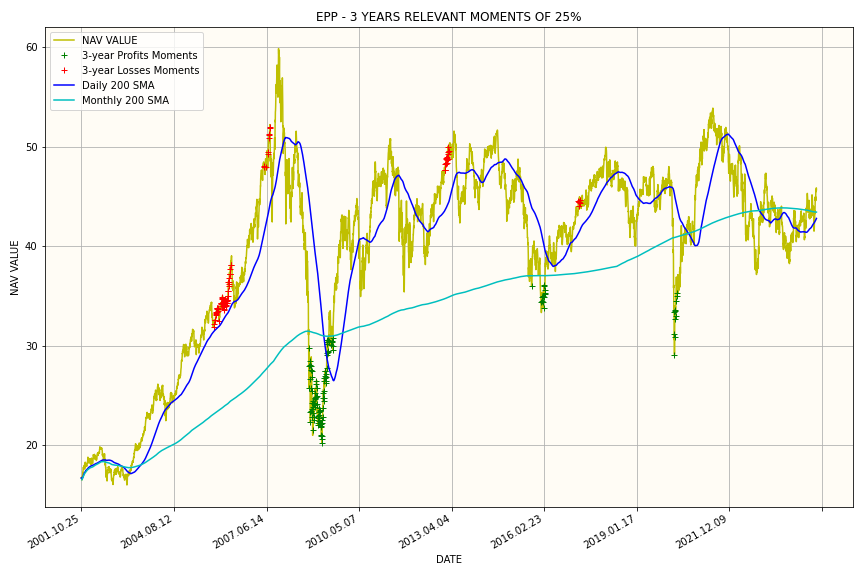 EPP - 3 YEARS RELEVANT MOMENTS OF 25%
NAV VALUE
3-year Profits Moments
3-year Losses Moments
Daily 200 SMA
Monthly 200 SMA
60
50
40
30
20
NAV VALUE
2001.10.25
2004.08.12
2007.06.14
2010.05.07
2013.04.04
2016.02.23
2019.01.17
2021.12.09
DATE